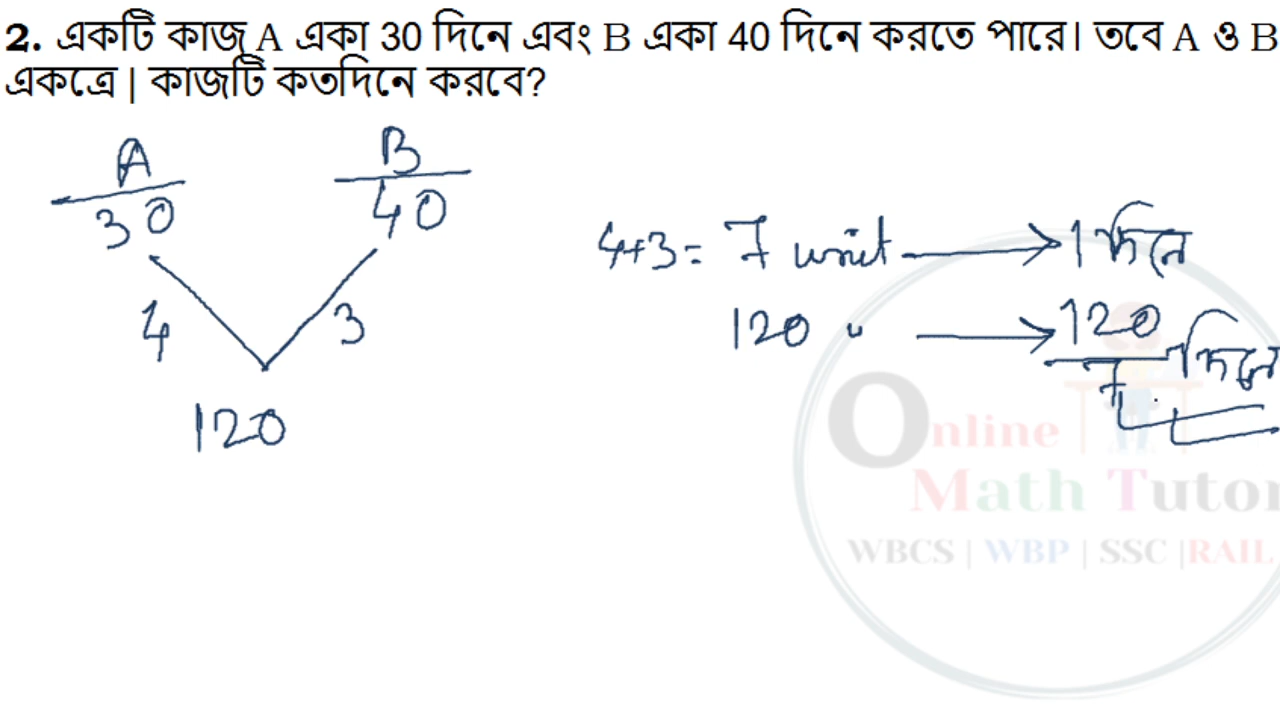 2. একটি কাজ A একা 30 দিনে এবং B একা 40 দিনে করতে পারে। তবে A ও B
একত্রে | কাজটি কতদিনে করবে?
A
30
B
40
4
3
120
4+3= 7 unit → 1 দিনে
120 " → 120
7 দিনে
Online
Math Tutor
WBCS | WBP | SSC |RAIL